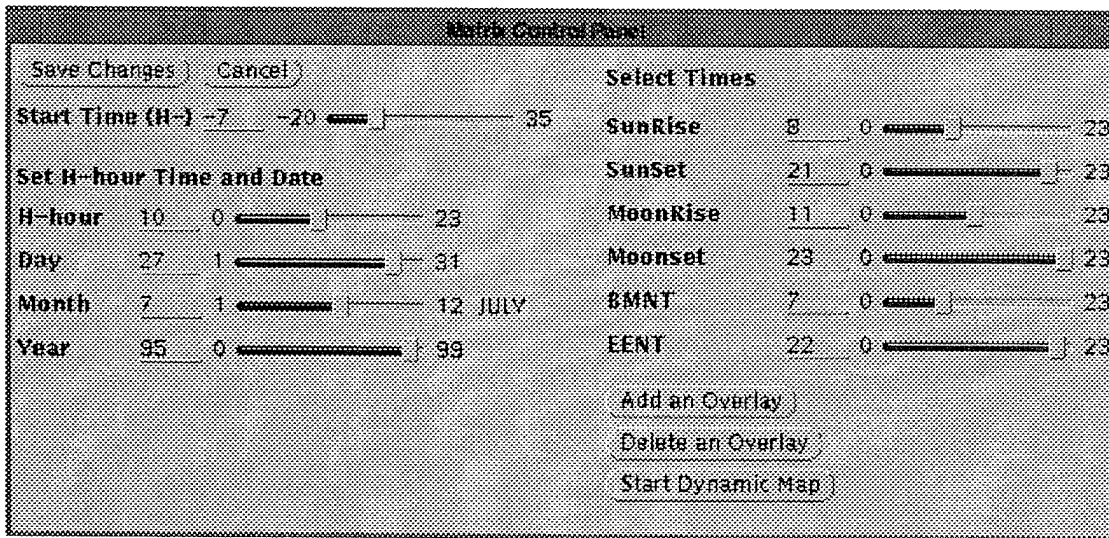 Matrix Control Panel
Save Changes Cancel
Start Time (H-) -7 -20 35
Set H-hour Time and Date
H-hour 10 0 23
Day 27 1 31
Month 7 1 12 JULY
Year 95 0 99
Select Times
SunRise 8 0 23
SunSet 21 0 23
MoonRise 11 0 23
Moonset 23 0 23
BMNT 7 0 23
EENT 22 0 23
Add an Overlay
Delete an Overlay
Start Dynamic Map